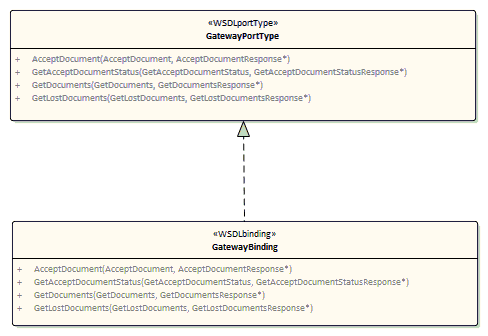 «WSDLportType»
GatewayPortType
+ AcceptDocument(AcceptDocument, AcceptDocumentResponse*)
+ GetAcceptDocumentStatus(GetAcceptDocumentStatus, GetAcceptDocumentStatusResponse*)
+ GetDocuments(GetDocuments, GetDocumentsResponse*)
+ GetLostDocuments(GetLostDocuments, GetLostDocumentsResponse*)
«WSDLbinding»
GatewayBinding
+ AcceptDocument(AcceptDocument, AcceptDocumentResponse*)
+ GetAcceptDocumentStatus(GetAcceptDocumentStatus, GetAcceptDocumentStatusResponse*)
+ GetDocuments(GetDocuments, GetDocumentsResponse*)
+ GetLostDocuments(GetLostDocuments, GetLostDocumentsResponse*)